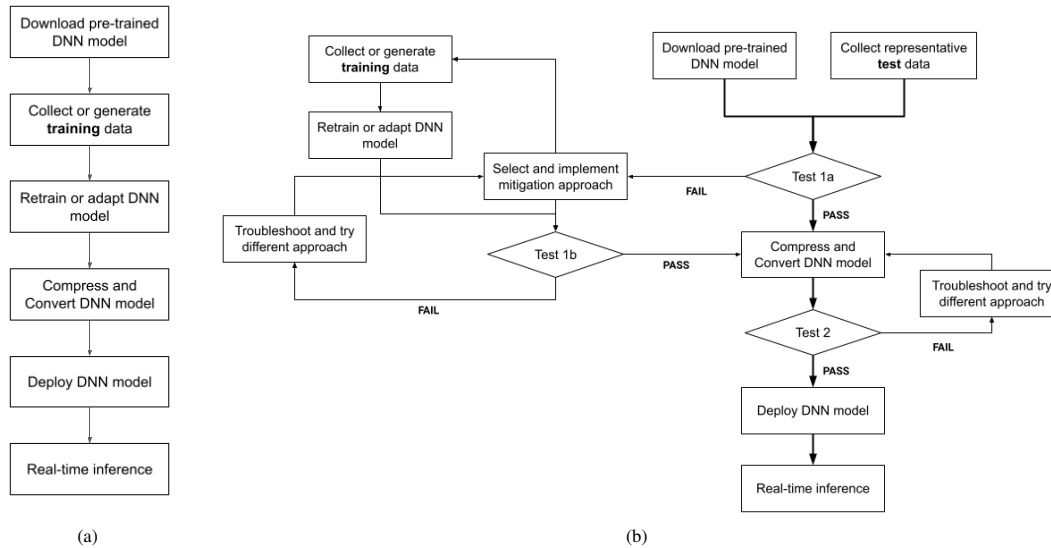 Download pre-trained
DNN model
Collect or generate
training data
Retrain or adapt DNN
model
Compress and
Convert DNN model
Deploy DNN model
Real-time inference
(a)
Collect or generate
training data
Retrain or adapt DNN
model
Select and implement
mitigation approach
Troubleshoot and try
different approach
Test 1b
FAIL
PASS
Download pre-trained
DNN model
Collect representative
test data
Test 1a
FAIL
PASS
Compress and
Convert DNN model
Troubleshoot and try
different approach
Test 2
FAIL
PASS
Deploy DNN model
Real-time inference
(b)